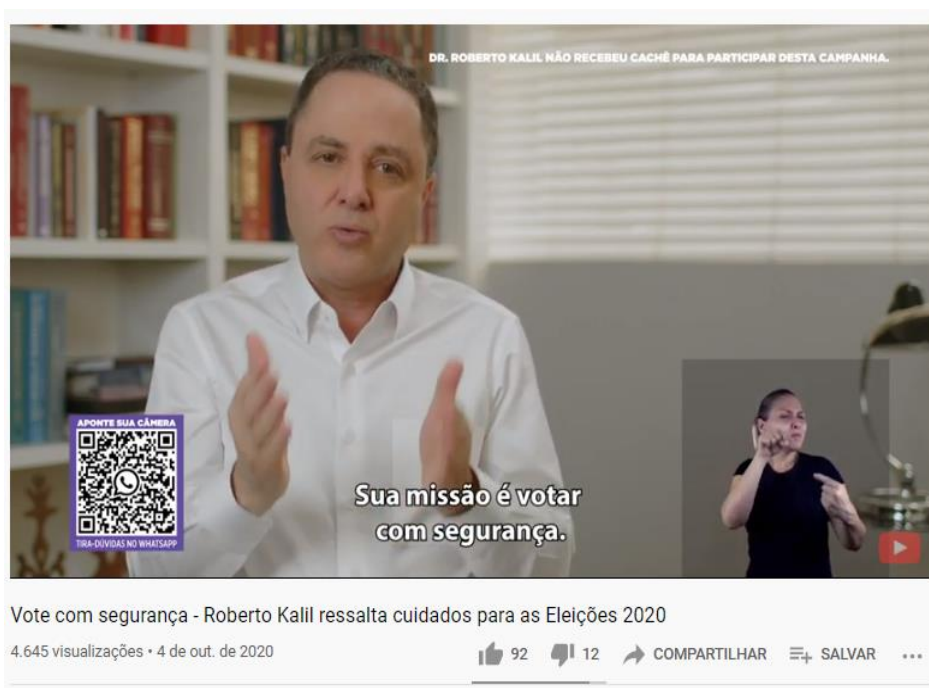 DR. ROBERTO KALIL NÃO RECEBEU CACHÊ PARA PARTICIPAR DESTA CAMPANHA.
APONTE SUA CÂMERA
TIRA-DÚVIDAS NO WHATSAPP
Sua missão é votar
com segurança.
Vote com segurança - Roberto Kalil ressalta cuidados para as Eleições 2020
4.645 visualizações • 4 de out. de 2020
92
12
COMPARTILHAR
SALVAR